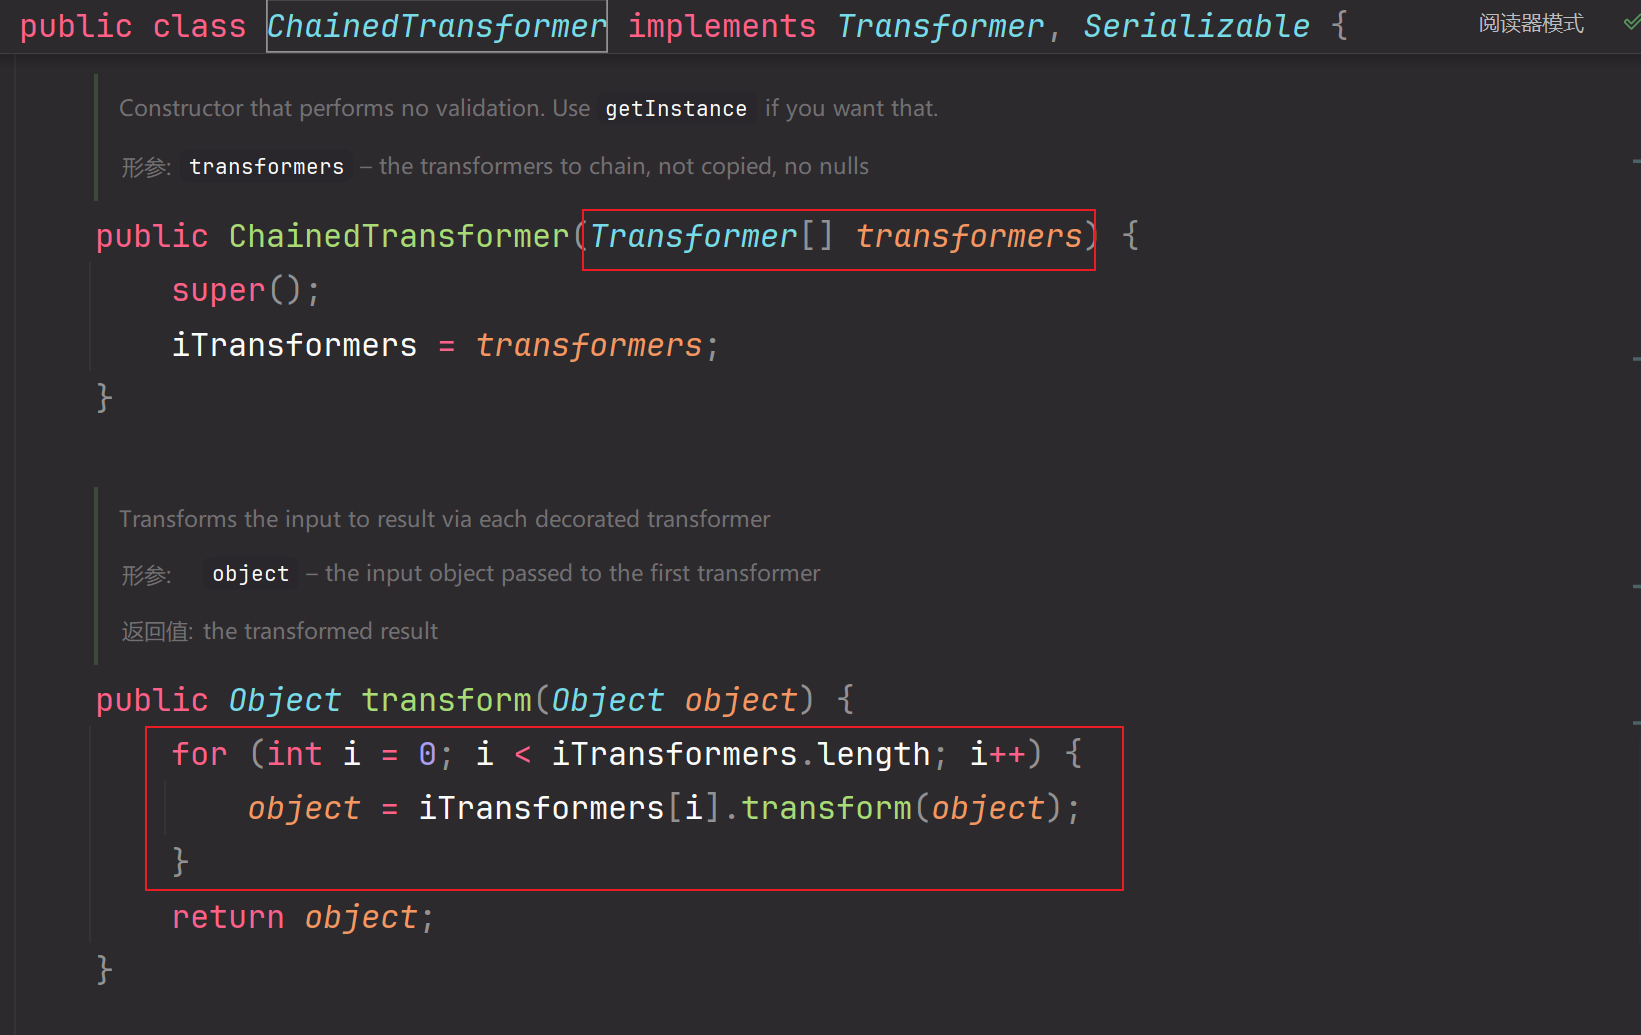 public class ChainedTransformer implements Transformer, Serializable {
阅读器模式
Constructor that performs no validation. Use getInstance if you want that.
形参: transformers – the transformers to chain, not copied, no nulls
public ChainedTransformer(Transformer[] transformers) {
super();
iTransformers = transformers;
}
Transforms the input to result via each decorated transformer
形参: object – the input object passed to the first transformer
返回值: the transformed result
public Object transform(Object object) {
for (int i = 0; i < iTransformers.length; i++) {
object = iTransformers[i].transform(object);
}
return object;
}